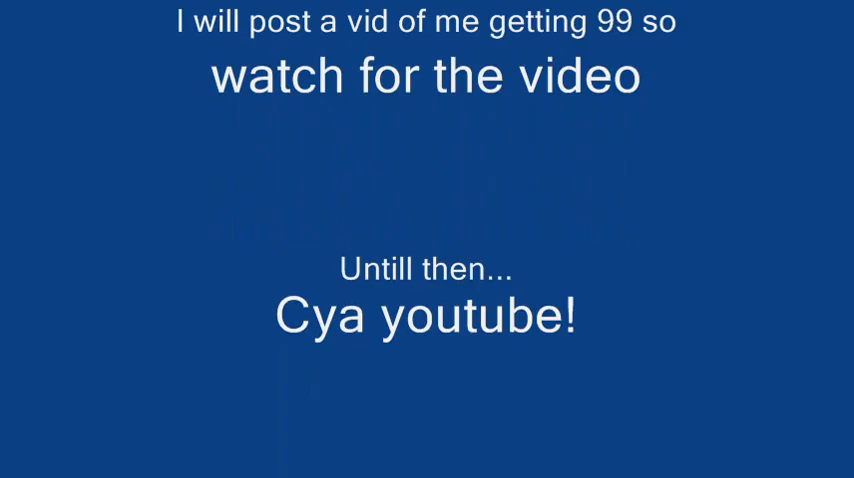 I will post a vid of me getting 99 so
watch for the video
Untill then...
Cya youtube!